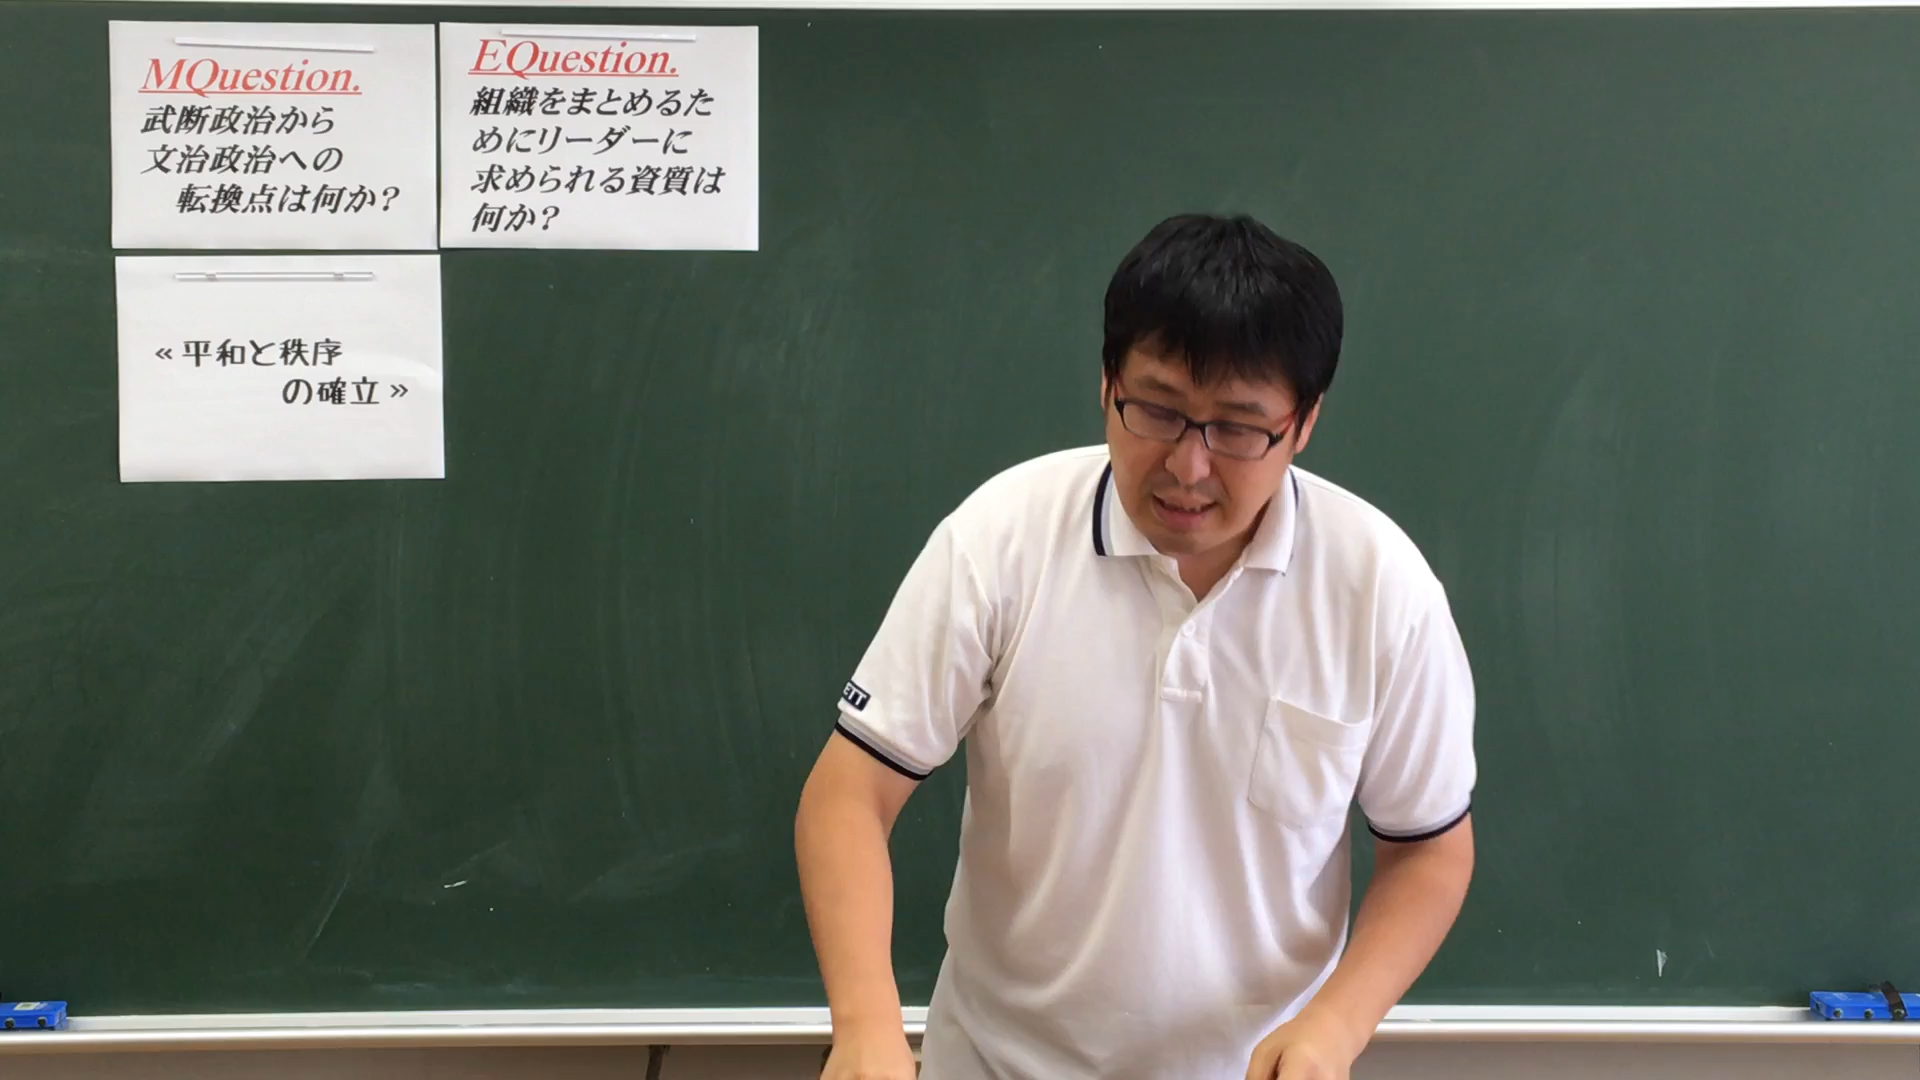 MQuestion.
武断政治から
文治政治への
転換点は何か?
EQuestion.
組織をまとめるた
めにリーダーに
求められる資質は
何か?
≪平和と秩序
の確立≫
ETT